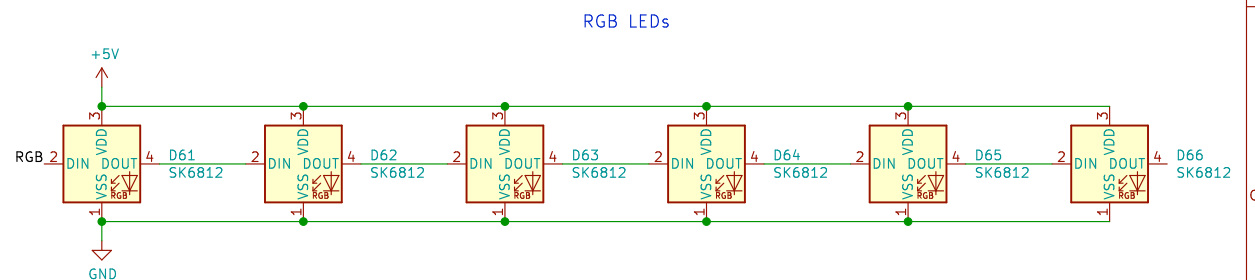 RGB LEDs
+5V
3 3 3 3 3 3
VDD VDD VDD VDD VDD VDD
RGB 2 DIN DOUT 4 D61 2 DIN DOUT 4 D62 2 DIN DOUT 4 D63 2 DIN DOUT 4 D64 2 DIN DOUT 4 D65 2 DIN DOUT 4 D66
SK6812 SK6812 SK6812 SK6812 SK6812 SK6812
VSS VSS VSS VSS VSS VSS
RGB RGB RGB RGB RGB RGB
1 1 1 1 1 1
GND